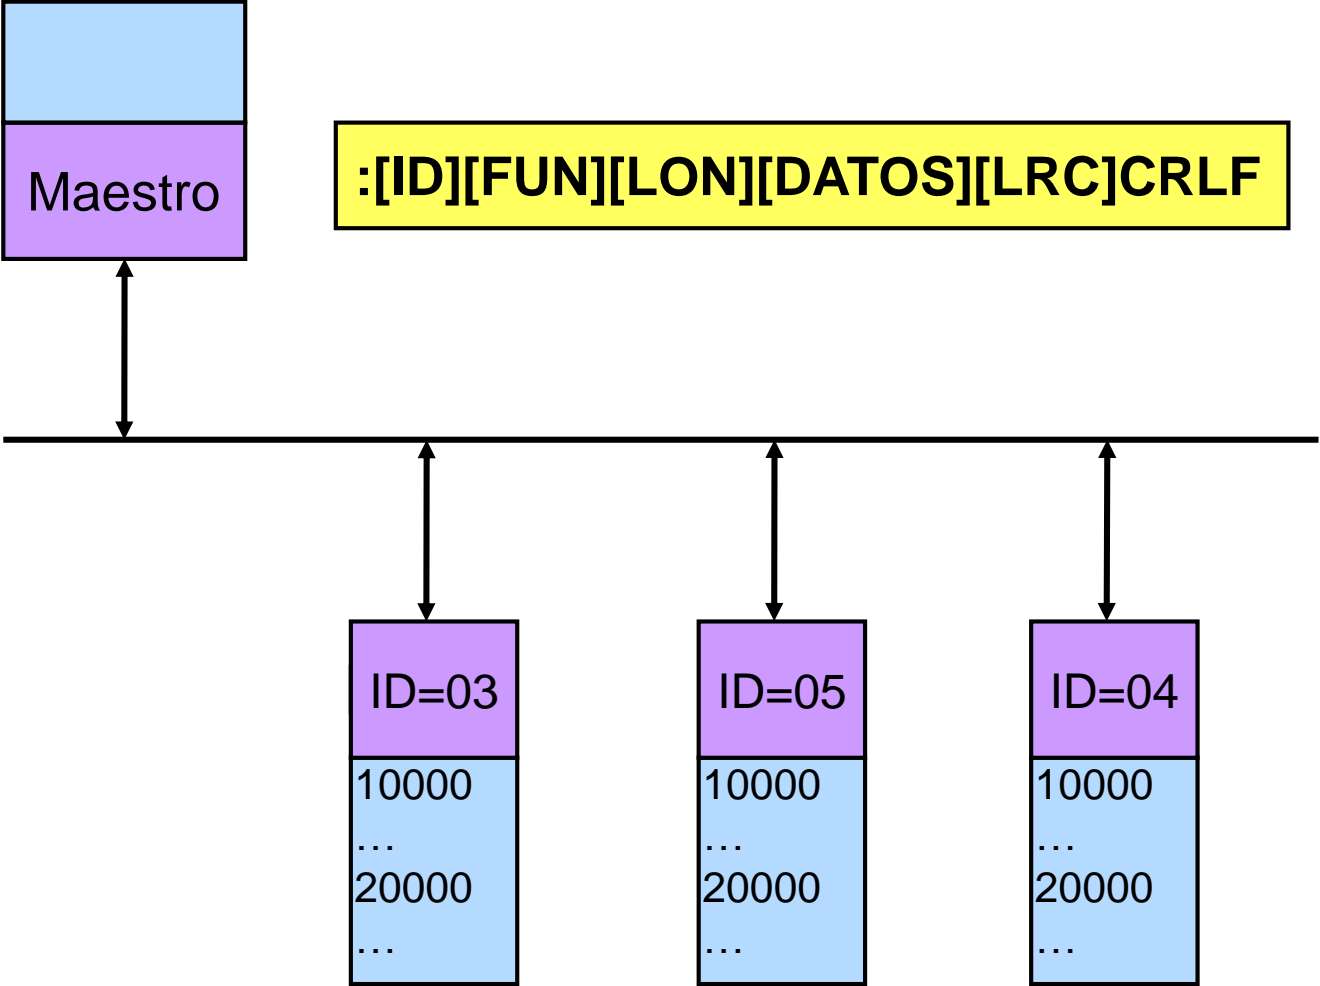 Maestro
:[ID][FUN][LON][DATOS][LRC]CRLF
ID=03
10000
…
20000
…
ID=05
10000
…
20000
…
ID=04
10000
…
20000
…